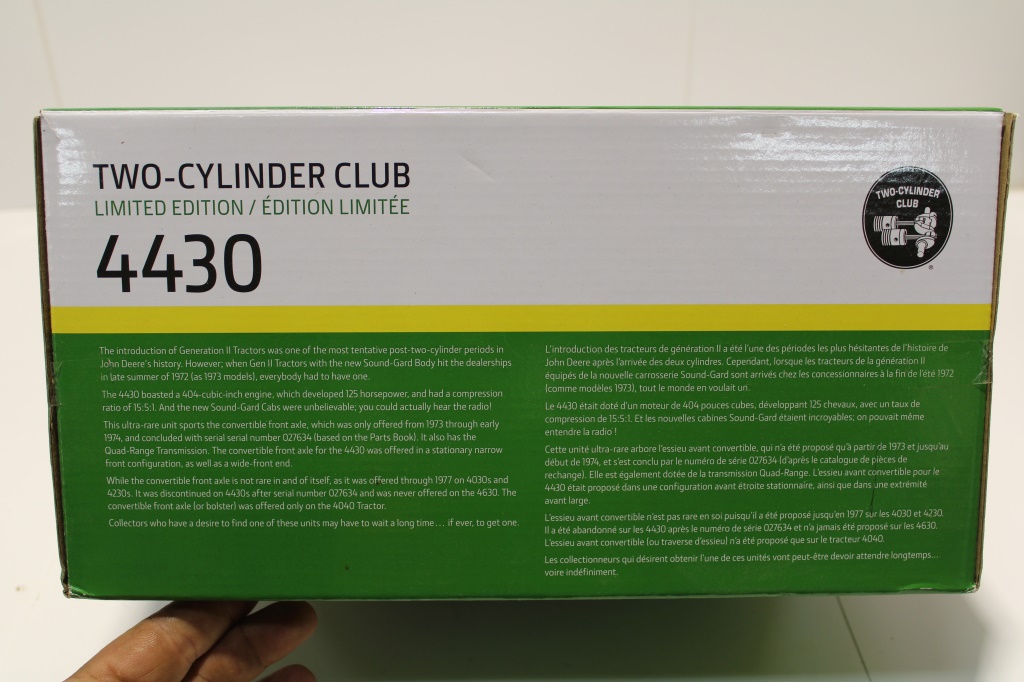 TWO-CYLINDER CLUB
LIMITED EDITION / ÉDITION LIMITÉE
4430
TWO-CYLINDER
CLUB
®
The introduction of Generation II Tractors was one of the most tentative post-two-cylinder periods in
John Deere's history. However; when Gen II Tractors with the new Sound-Gard Body hit the dealerships
in late summer of 1972 (as 1973 models), everybody had to have one.
The 4430 boasted a 404-cubic-inch engine, which developed 125 horsepower, and had a compression
ratio of 15:5:1. And the new Sound-Gard Cabs were unbelievable; you could actually hear the radio!
This ultra-rare unit sports the convertible front axle, which was only offered from 1973 through early
1974, and concluded with serial serial number 027634 (based on the Parts Book). It also has the
Quad-Range Transmission. The convertible front axle for the 4430 was offered in a stationary narrow
front configuration, as well as a wide-front end.
While the convertible front axle is not rare in and of itself, as it was offered through 1977 on 4030s and
4230s. It was discontinued on 4430s after serial number 027634 and was never offered on the 4630. The
convertible front axle (or bolster) was offered only on the 4040 Tractor.
Collectors who have a desire to find one of these units may have to wait a long time... if ever, to get one.
L'introduction des tracteurs de génération II a été l'une des périodes les plus hésitantes de l'histoire de
John Deere après l'arrivée des deux cylindres. Cependant, lorsque les tracteurs de la génération II
équipés de la nouvelle carrosserie Sound-Gard sont arrivés chez les concessionnaires à la fin de l'été 1972
(comme modèles 1973), tout le monde en voulait un.
Le 4430 était doté d'un moteur de 404 pouces cubes, développant 125 chevaux, avec un taux de
compression de 15:5:1. Et les nouvelles cabines Sound-Gard étaient incroyables; on pouvait même
entendre la radio !
Cette unité ultra-rare arbore l'essieu avant convertible, qui n'a été proposé qu'à partir de 1973 et jusqu'au
début de 1974, et s'est conclu par le numéro de série 027634 (d'après le catalogue de pièces de
rechange). Elle est également dotée de la transmission Quad-Range. L'essieu avant convertible pour le
4430 était proposé dans une configuration avant étroite stationnaire, ainsi que dans une extrémité
avant large.
L'essieu avant convertible n'est pas rare en soi puisqu'il a été proposé jusqu'en 1977 sur les 4030 et 4230.
Il a été abandonné sur les 4430 après le numéro de série 027634 et n'a jamais été proposé sur les 4630.
L'essieu avant convertible (ou traverse d'essieu) n'a été proposé que sur le tracteur 4040.
Les collectionneurs qui désirent obtenir l'une de ces unités vont peut-être devoir attendre longtemps...
voire indéfiniment.